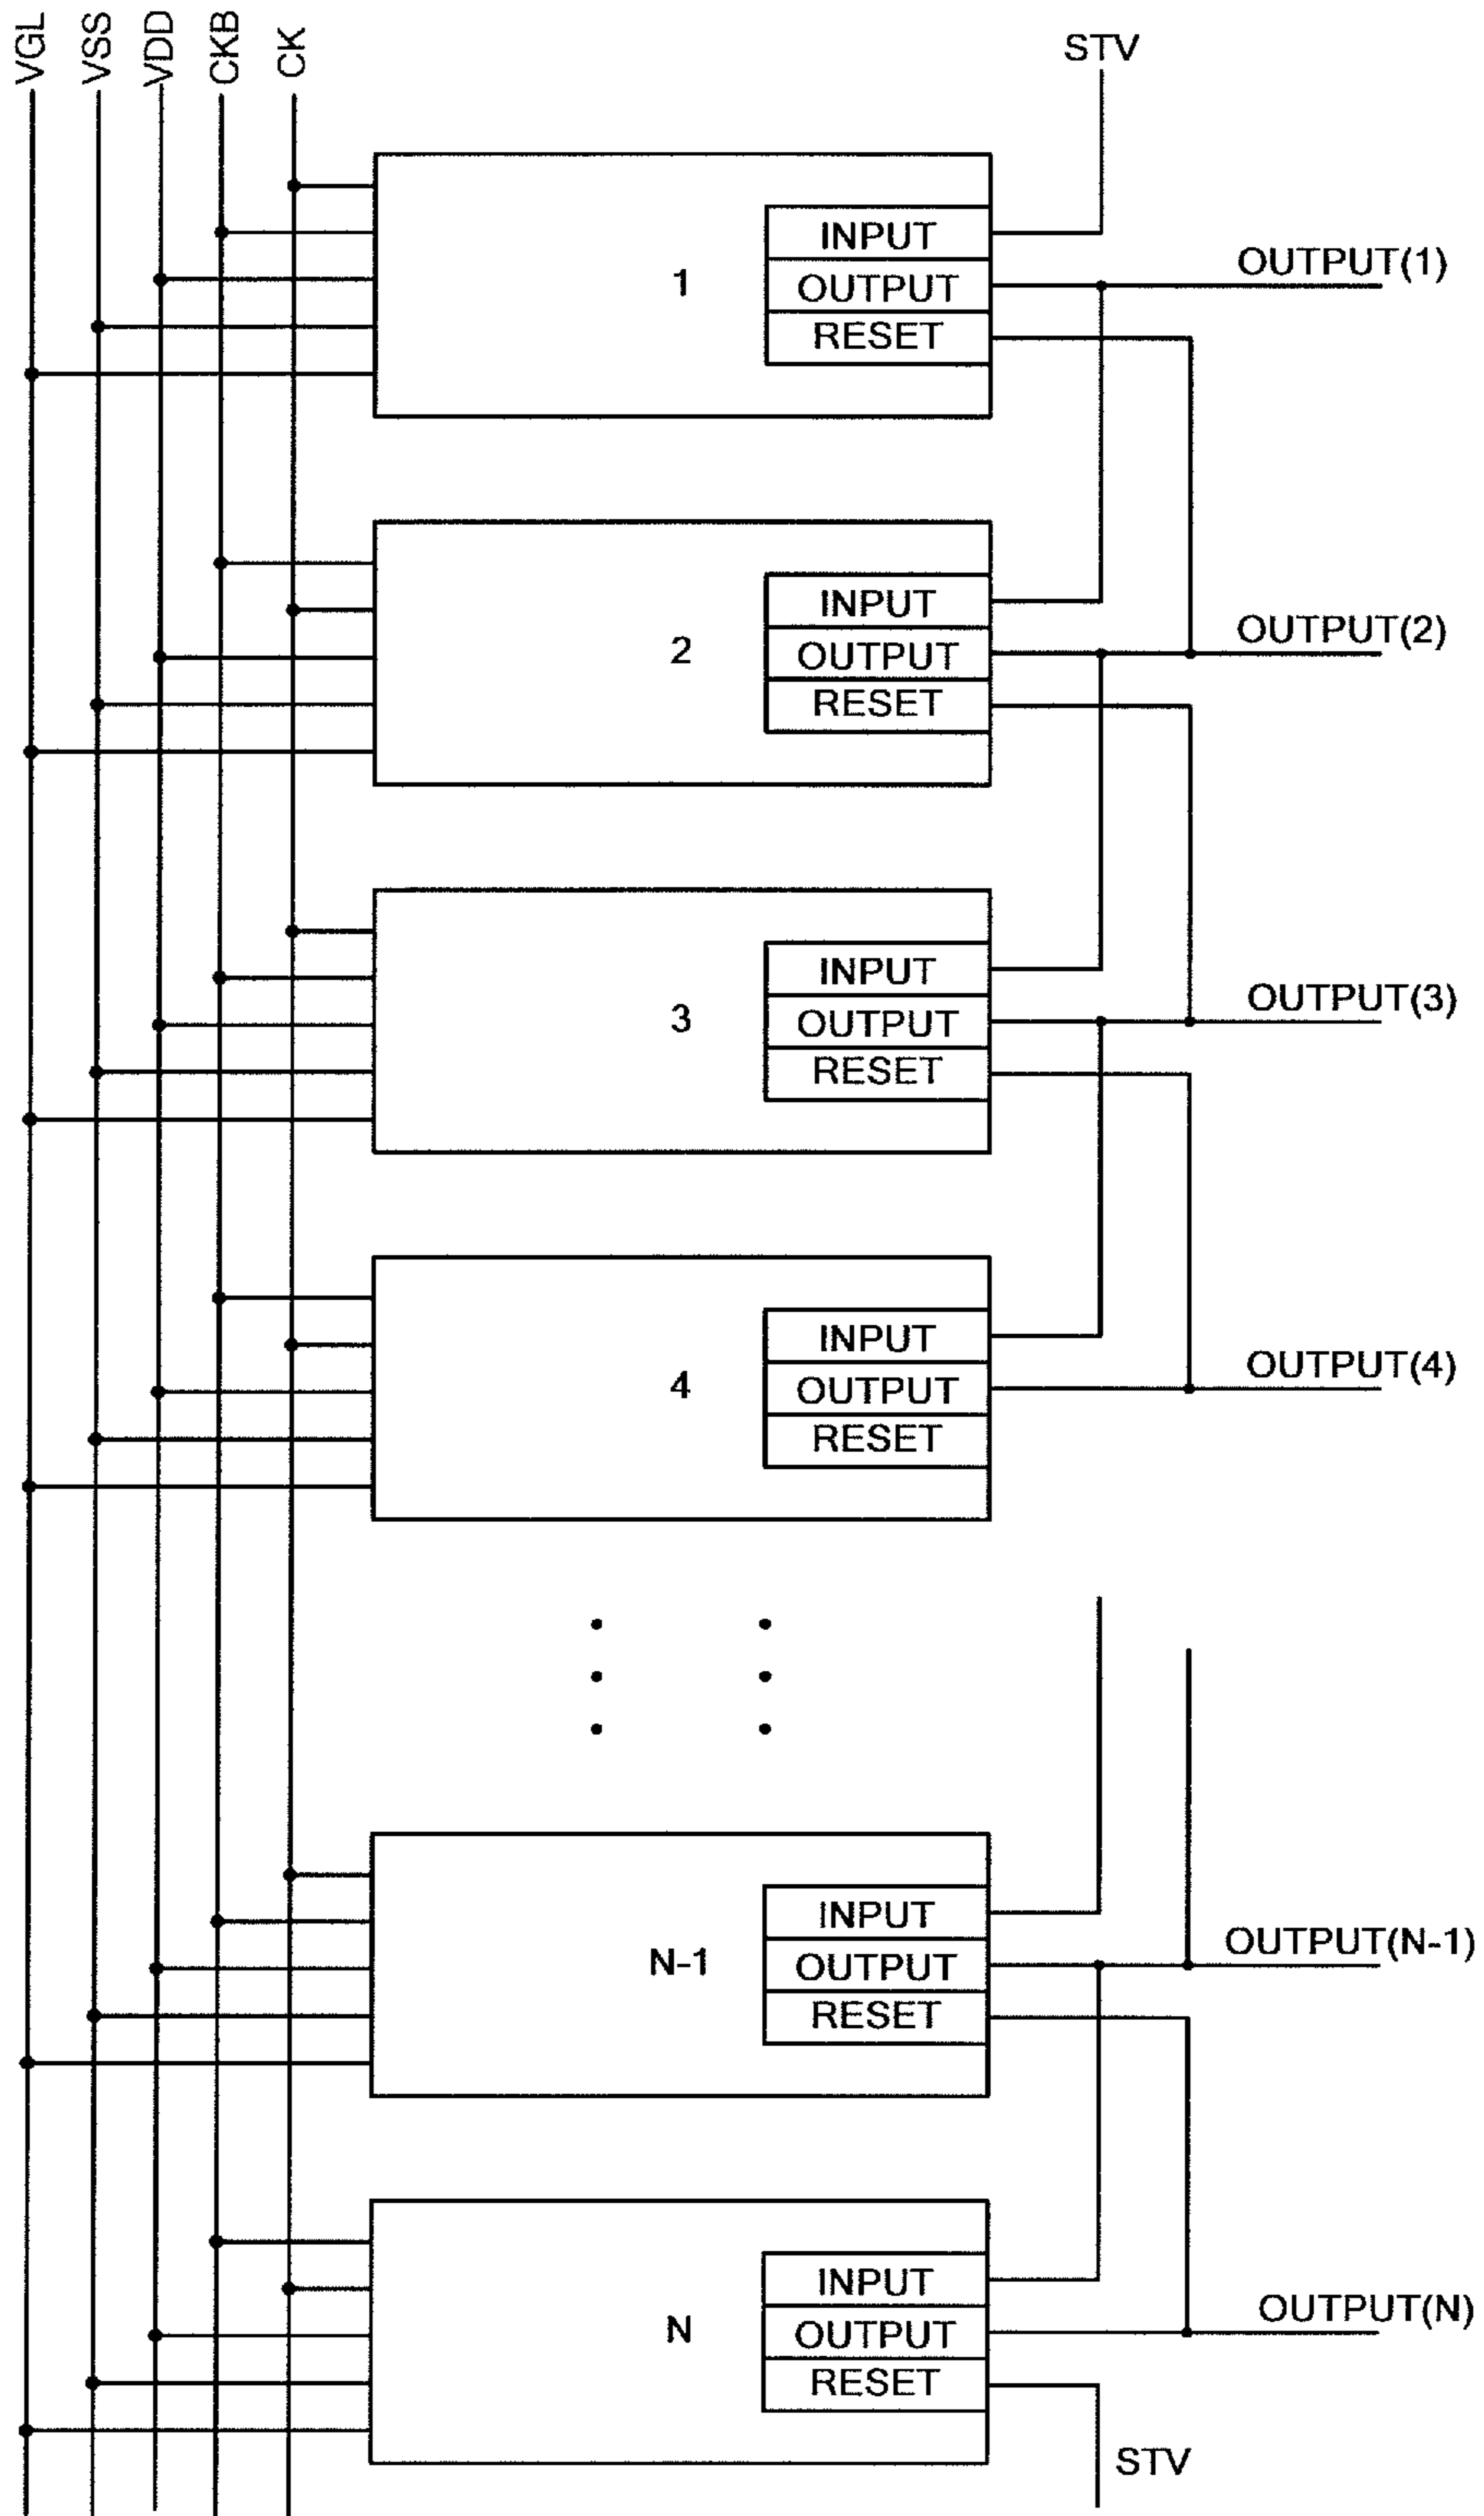 VGL
VSS
VDD
CKB
CK
STV
1
INPUT
OUTPUT
RESET
OUTPUT(1)
2
INPUT
OUTPUT
RESET
OUTPUT(2)
3
INPUT
OUTPUT
RESET
OUTPUT(3)
4
INPUT
OUTPUT
RESET
OUTPUT(4)
N-1
INPUT
OUTPUT
RESET
OUTPUT(N-1)
N
INPUT
OUTPUT
RESET
OUTPUT(N)
STV